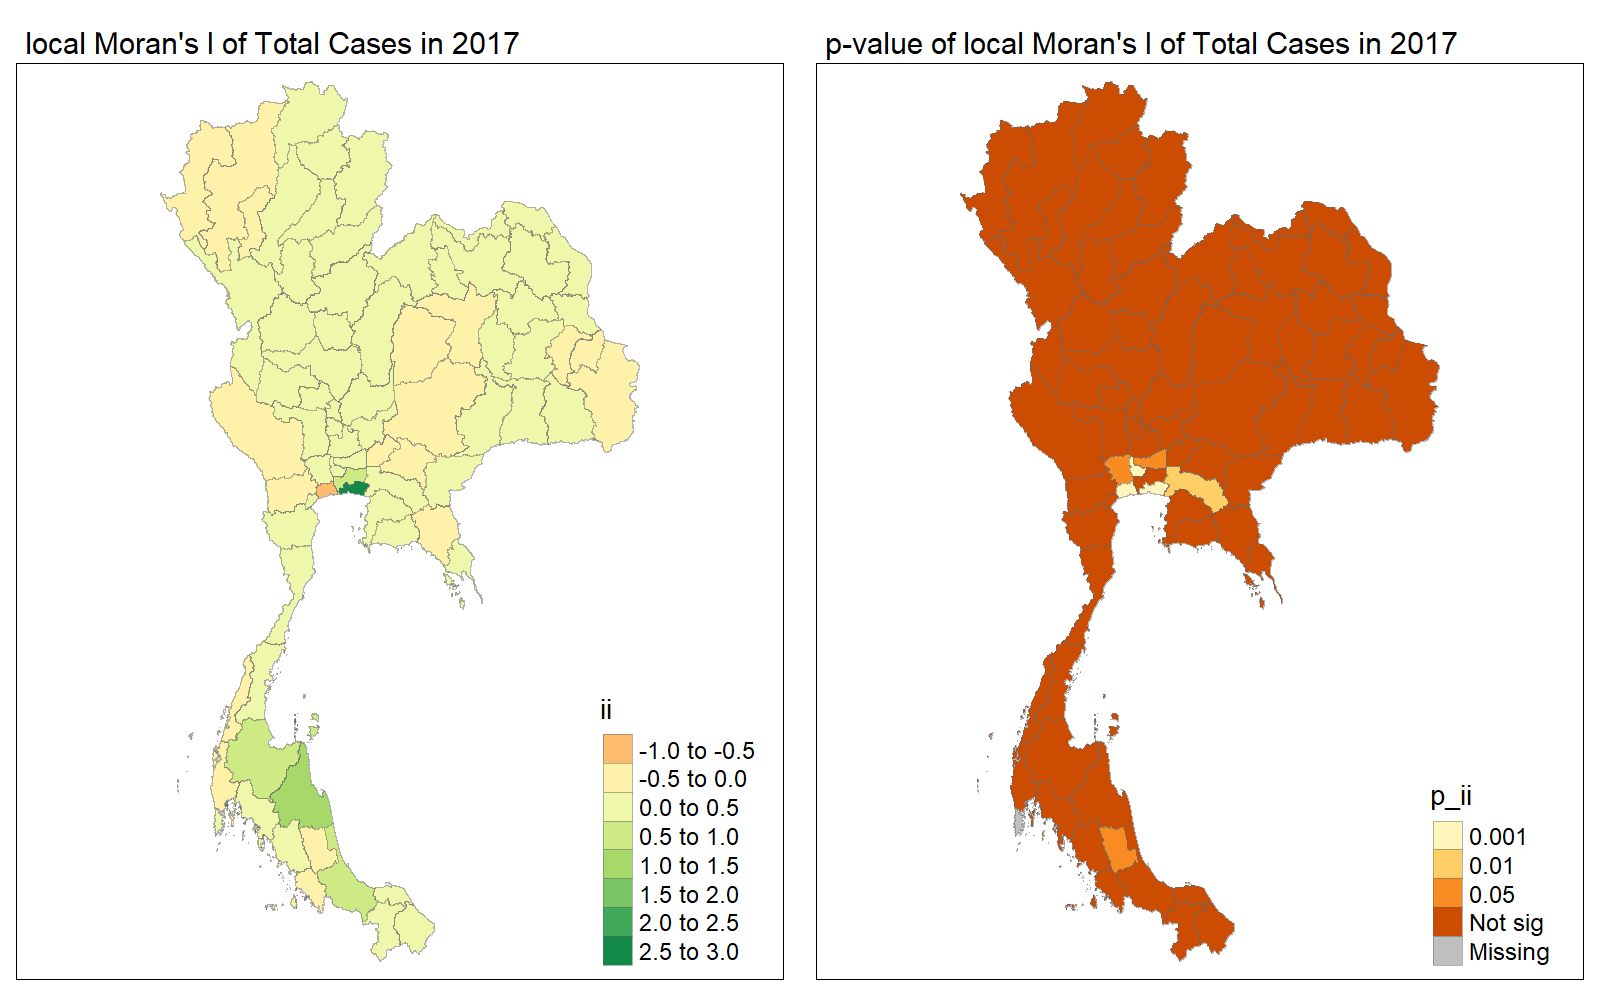 local Moran's I of Total Cases in 2017
p-value of local Moran's I of Total Cases in 2017
ii
-1.0 to -0.5
-0.5 to 0.0
0.0 to 0.5
0.5 to 1.0
1.0 to 1.5
1.5 to 2.0
2.0 to 2.5
2.5 to 3.0
p_ii
0.001
0.01
0.05
Not sig
Missing